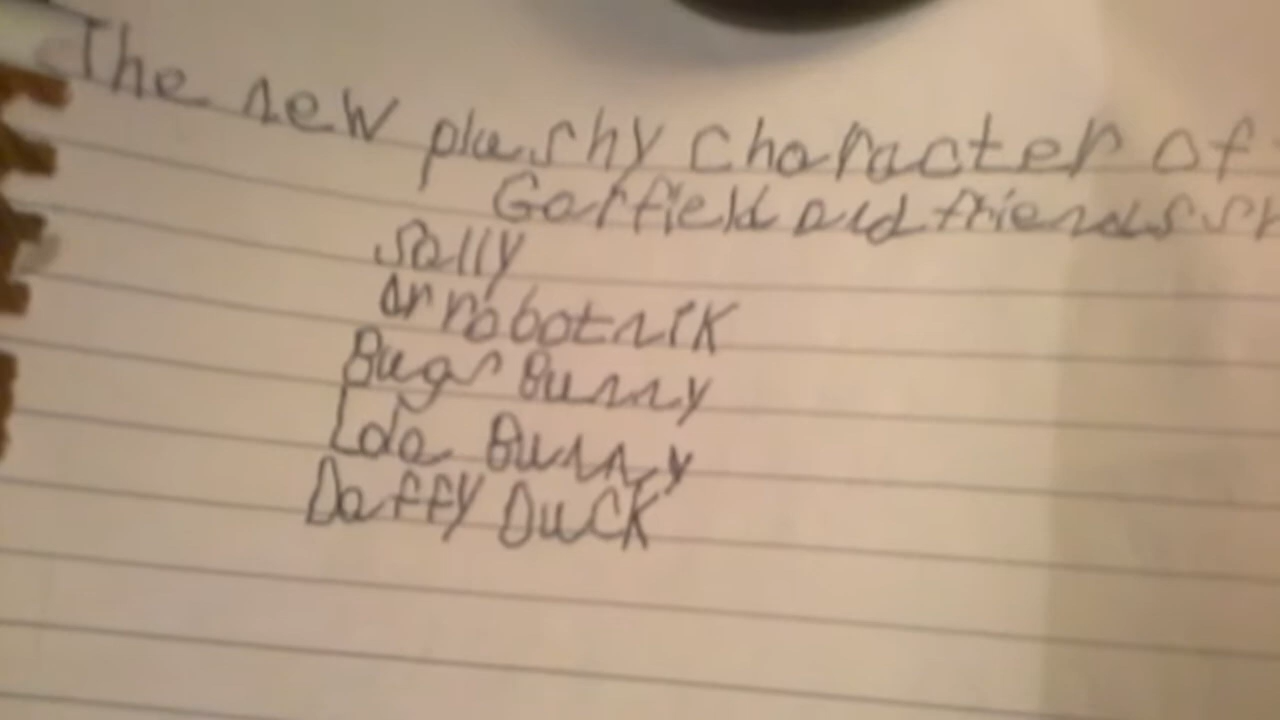 The new plushy character of
Garfield and friends
Sally
dr robotnik
Bugs Bunny
Lola Bunny
Daffy Duck